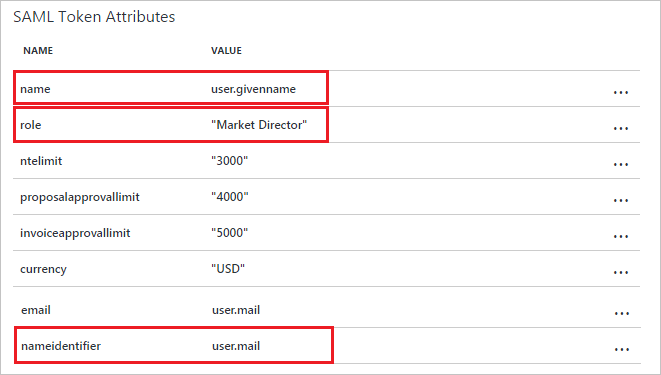 SAML Token Attributes
NAME VALUE
name user.givenname
role "Market Director"
ntelimit "3000"
proposalapprovallimit "4000"
invoiceapprovallimit "5000"
currency "USD"
email user.mail
nameidentifier user.mail